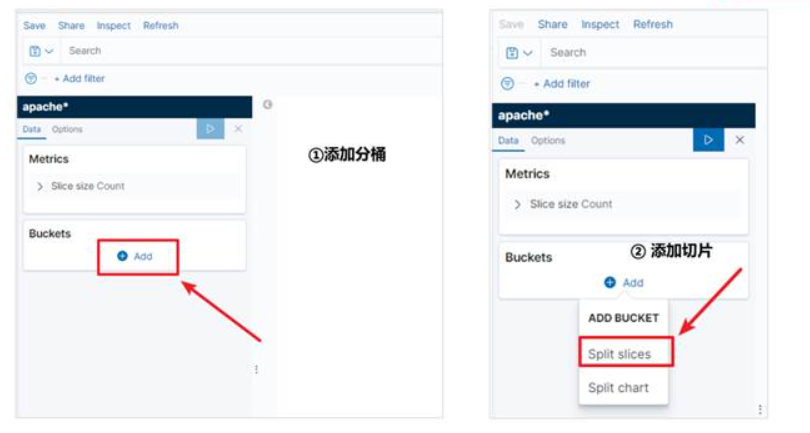 Save Share Inspect Refresh
Search
+ Add filter
apache*
Data Options
Metrics
Slice size Count
Buckets
Add
①添加分桶
Save Share Inspect Refresh
Search
+ Add filter
apache*
Data Options
Metrics
Slice size Count
Buckets
② 添加切片
Add
ADD BUCKET
Split slices
Split chart